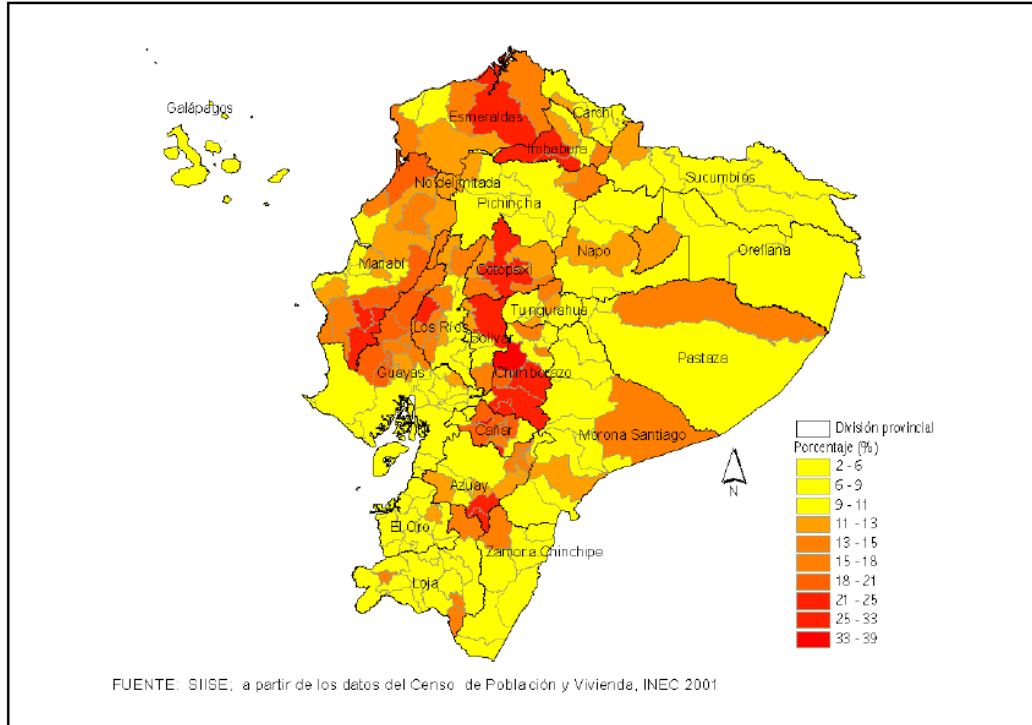 Galápagos
Esmeraldas
Carchi
Imbabura
Sucumbíos
No delimitada
Pichincha
Orellana
Napo
Manabí
Cotopaxi
Tungurahua
Los Ríos
Bolívar
Pastaza
Guayas
Chimborazo
Cañar
Morona Santiago
Azuay
El Oro
Zamora Chinchipe
Loja
N
División provincial
Porcentaje (%)
2 - 6
6 - 9
9 - 11
11 - 13
13 - 15
15 - 18
18 - 21
21 - 25
25 - 33
33 - 39
FUENTE: SIISE; a partir de los datos del Censo de Población y Vivienda, INEC 2001